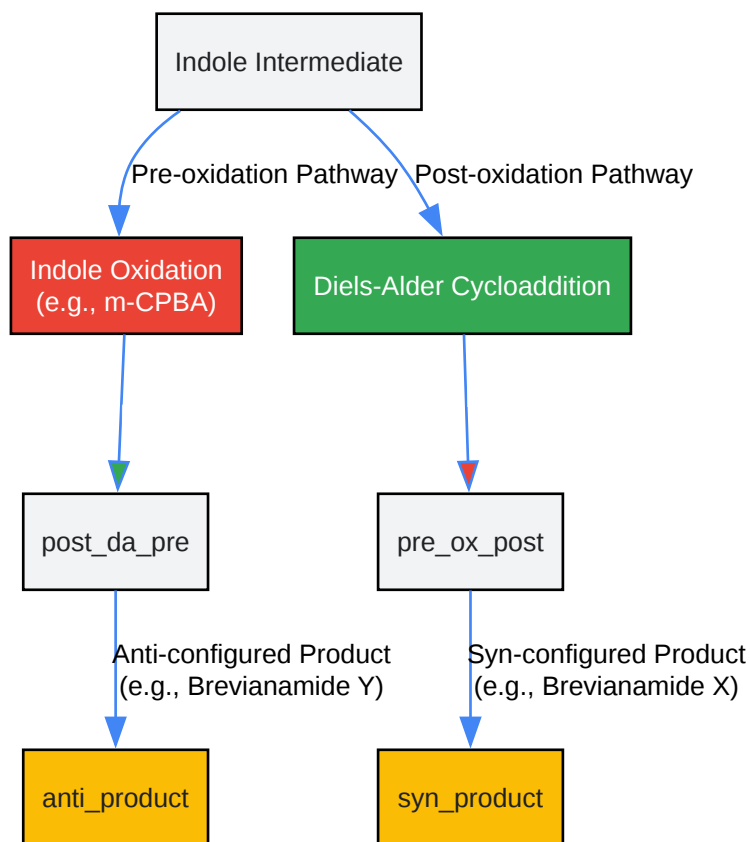 Indole Intermediate
Pre-oxidation Pathway
Post-oxidation Pathway
Indole Oxidation
(e.g., m-CPBA)
Diels-Alder Cycloaddition
post_da_pre
pre_ox_post
Anti-configured Product
(e.g., Brevianamide Y)
Syn-configured Product
(e.g., Brevianamide X)
anti_product
syn_product